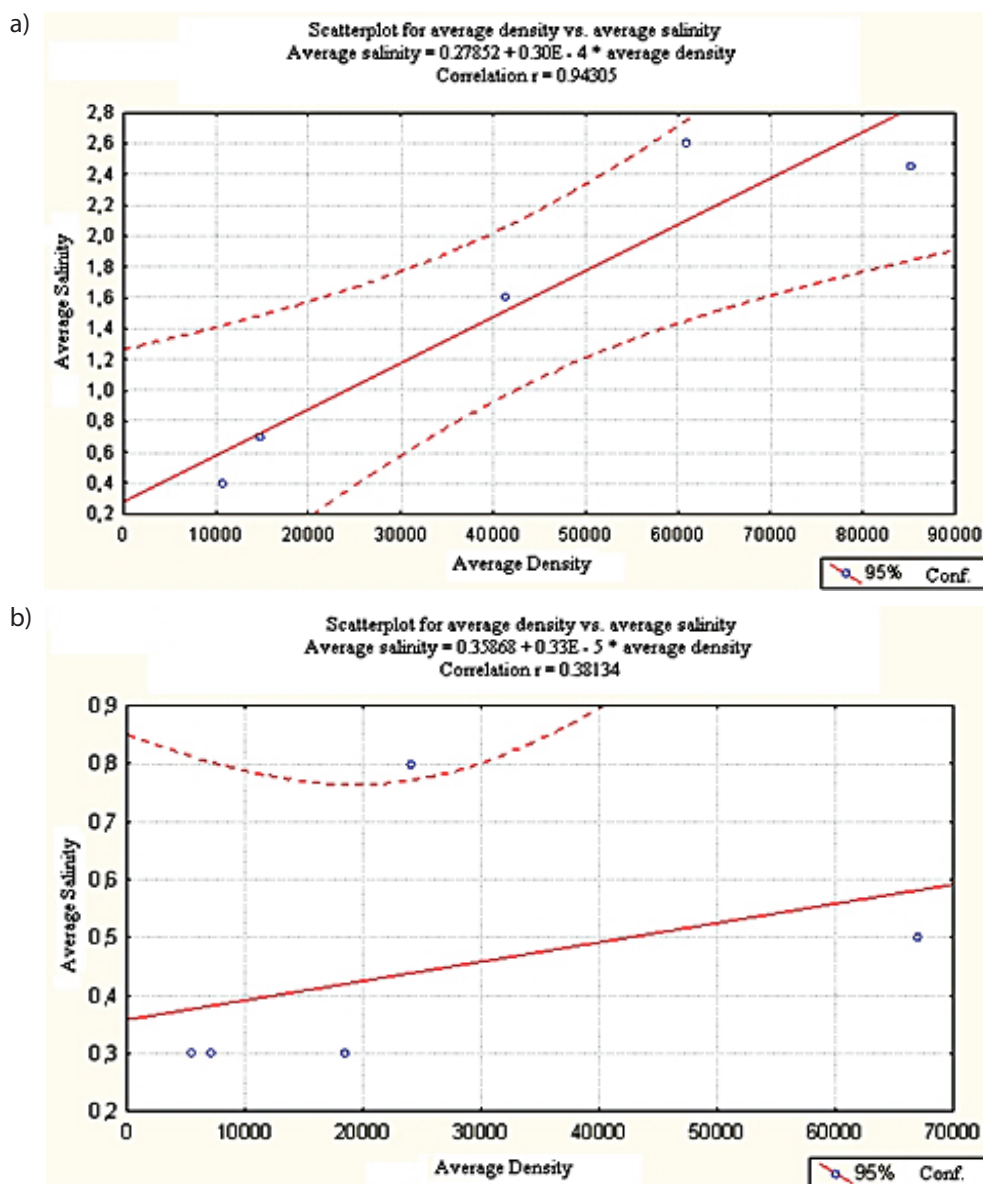 a)
Scatterplot for average density vs. average salinity
Average salinity = 0.27852 + 0.30E - 4 * average density
Correlation r = 0.94305
2,8
2,6
2,4
2,2
2,0
1,8
1,6
1,4
1,2
1,0
0,8
0,6
0,4
0,2
Average Salinity
0 10000 20000 30000 40000 50000 60000 70000 80000 90000
Average Density
95% Conf.
b)
Scatterplot for average density vs. average salinity
Average salinity = 0.35868 + 0.33E - 5 * average density
Correlation r = 0.38134
0,9
0,8
0,7
0,6
0,5
0,4
0,3
0,2
Average Salinity
0 10000 20000 30000 40000 50000 60000 70000
Average Density
95% Conf.